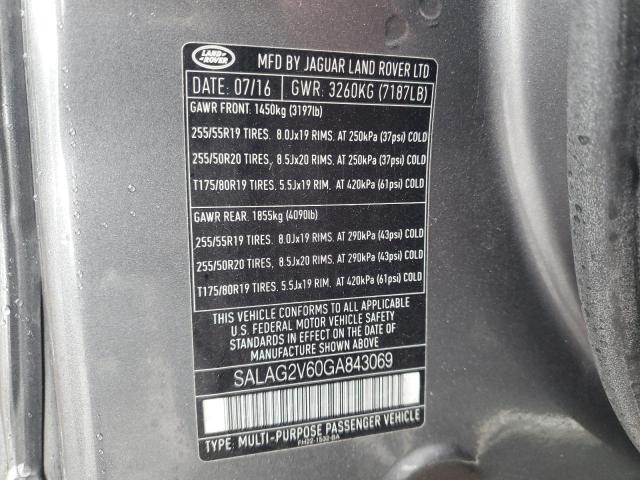 LAND ROVER
MFD BY JAGUAR LAND ROVER LTD
DATE: 07/16 GWR: 3260KG (7187LB)
GAWR FRONT: 1450kg (3197lb)
255/55R19 TIRES. 8.0Jx19 RIMS. AT 250kPa (37psi) COLD
255/50R20 TIRES, 8.5Jx20 RIMS. AT 250kPa (37psi) COLD
T175/80R19 TIRES. 5.5Jx19 RIM. AT 420kPa (61psi) COLD
GAWR REAR. 1855kg (4090lb)
255/55R19 TIRES. 8.0Jx19 RIMS. AT 290kPa (43psi) COLD
255/50R20 TIRES, 8.5Jx20 RIMS. AT 290kPa (43psi) COLD
T175/80R19 TIRES. 5.5Jx19 RIM. AT 420kPa (61psi) COLD
THIS VEHICLE CONFORMS TO ALL APPLICABLE
U.S. FEDERAL MOTOR VEHICLE SAFETY
STANDARDS IN EFFECT ON THE DATE OF
MANUFACTURE SHOWN ABOVE.
SALAG2V60GA843069
TYPE: MULTI-PURPOSE PASSENGER VEHICLE
FH22-1532-BA